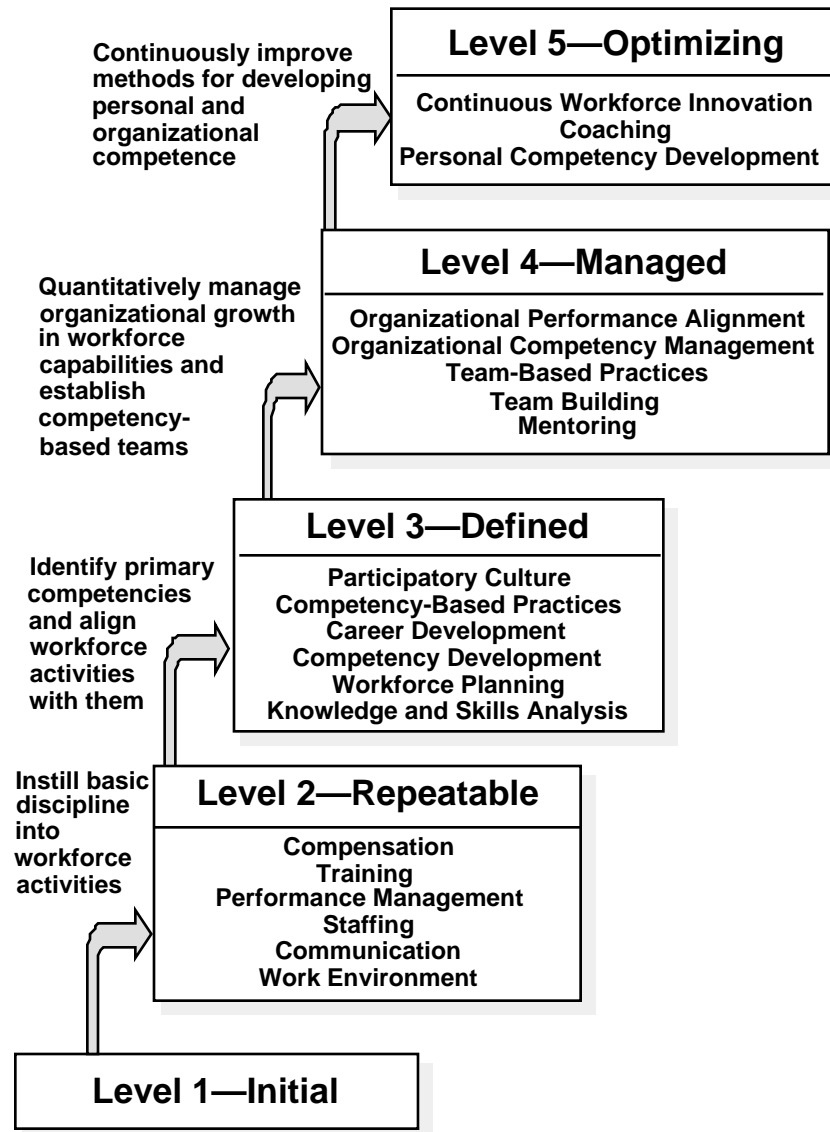 Continuously improve
methods for developing
personal and
organizational
competence
Level 5—Optimizing
Continuous Workforce Innovation
Coaching
Personal Competency Development
Quantitatively manage
organizational growth
in workforce
capabilities and
establish
competency-
based teams
Level 4—Managed
Organizational Performance Alignment
Organizational Competency Management
Team-Based Practices
Team Building
Mentoring
Identify primary
competencies
and align
workforce
activities
with them
Level 3—Defined
Participatory Culture
Competency-Based Practices
Career Development
Competency Development
Workforce Planning
Knowledge and Skills Analysis
Instill basic
discipline
into
workforce
activities
Level 2—Repeatable
Compensation
Training
Performance Management
Staffing
Communication
Work Environment
Level 1—Initial